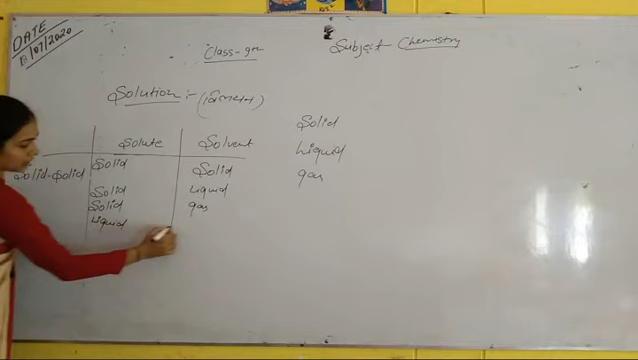 DATE
13/07/2020
Class-9th
Subject- Chemistry
Solution:-
Solute Solvent
Solid-Solid Solid Solid
Solid Liquid
Solid gas
Liquid
Solid
Liquid
gas